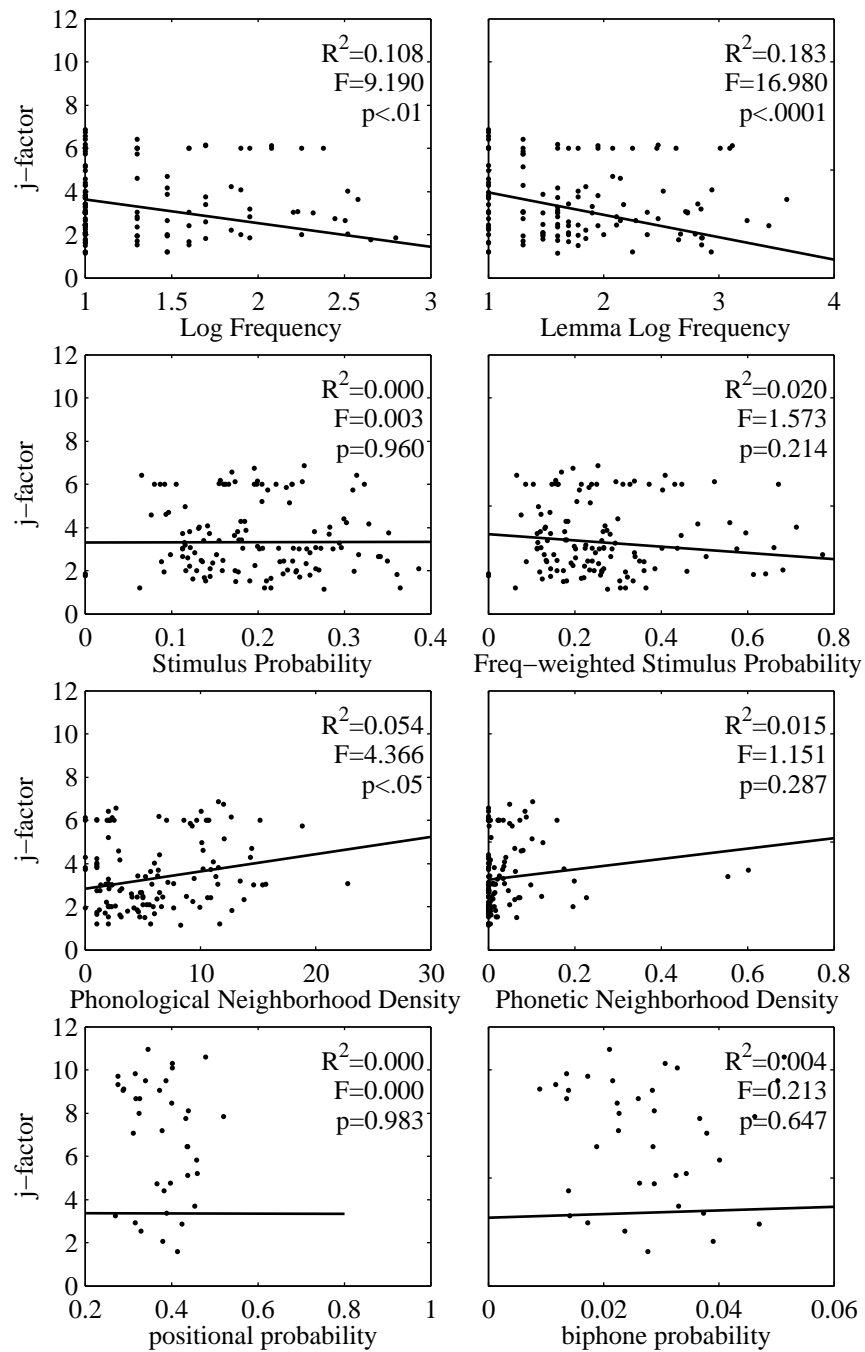 12
10
8
6
4
2
0
j−factor
R2=0.108
F=9.190
p<.01
1 1.5 2 2.5 3
Log Frequency
R2=0.183
F=16.980
p<.0001
1 2 3 4
Lemma Log Frequency
12
10
8
6
4
2
0
j−factor
R2=0.000
F=0.003
p=0.960
0 0.1 0.2 0.3 0.4
Stimulus Probability
R2=0.020
F=1.573
p=0.214
0 0.2 0.4 0.6 0.8
Freq−weighted Stimulus Probability
12
10
8
6
4
2
0
j−factor
R2=0.054
F=4.366
p<.05
0 10 20 30
Phonological Neighborhood Density
R2=0.015
F=1.151
p=0.287
0 0.2 0.4 0.6 0.8
Phonetic Neighborhood Density
12
10
8
6
4
2
0
j−factor
R2=0.000
F=0.000
p=0.983
0.2 0.4 0.6 0.8 1
positional probability
R2=0.004
F=0.213
p=0.647
0 0.02 0.04 0.06
biphone probability